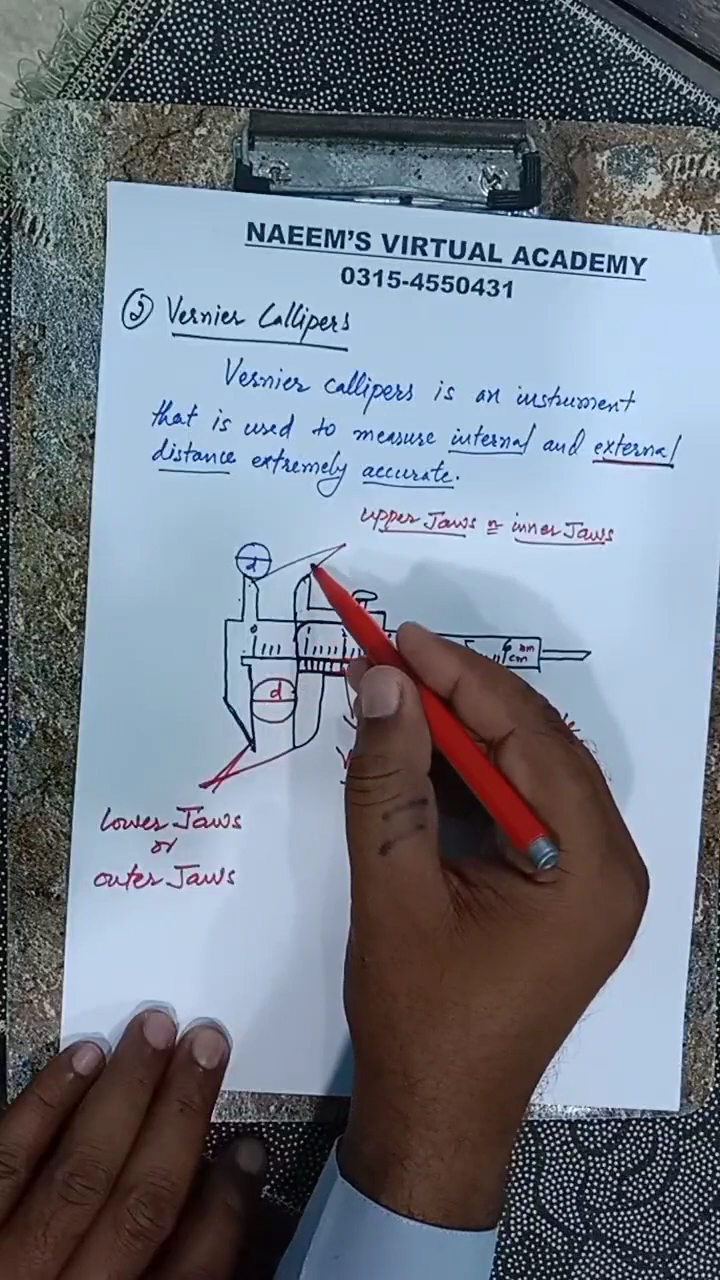 NAEEM'S VIRTUAL ACADEMY
0315-4550431
② Vernier Callipers
Vernier callipers is an instrument
that is used to measure internal and external
distance extremely accurate.
Upper Jaws or inner Jaws
d
mm
cm
d
Lower Jaws
or
outer Jaws